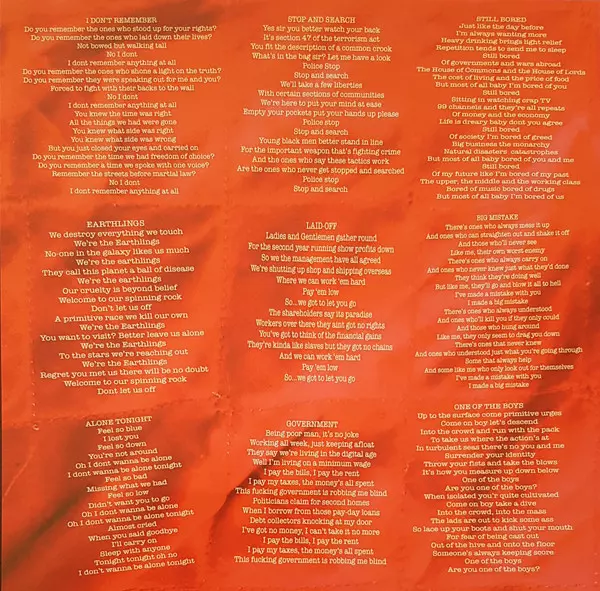 I DON'T REMEMBER
Do you remember the ones who stood up for your rights?
Do you remember the ones who laid down their lives?
Not bowed but walking tall
No I dont
I dont remember anything at all
Do you remember the ones who shone a light on the truth?
Do you remember they were speaking out for me and you?
Forced to fight with their backs to the wall
No I dont
I dont remember anything at all
You knew the time was right
All the things we had were gone
You knew what side was right
You knew what side was wrong
But you just closed your eyes and carried on
Do you remember the time we had freedom of choice?
Do you remember a time we spoke with one voice?
Remember the streets before martial law?
No I dont
I dont remember anything at all
STOP AND SEARCH
Yes sir you better watch your back
It's section 47 of the terrorism act
You fit the description of a common crook
What's in the bag sir? Let me have a look
Police Stop
Stop and search
We'll take a few liberties
With certain sections of communities
We're here to put your mind at ease
Empty your pockets put your hands up please
Police stop
Stop and search
Young black men better stand in line
For the important weapon that's fighting crime
And the ones who say these tactics work
Are the ones who never get stopped and searched
Police stop
Stop and search
STILL BORED
Just like the day before
I'm always wanting more
Heavy drinking brings light relief
Repetition tends to send me to sleep
Still bored
Of governments and wars abroad
The House of Commons and the House of Lords
The cost of living and the price of food
But most of all baby I'm bored of you
Still bored
Sitting in watching crap TV
99 channels and they're all repeats
Of money and the economy
Life is dreary baby dont you agree
Still bored
Of society I'm bored of greed
Big business the monarchy
Natural disasters catastrophes
But most of all baby bored of you and me
Still bored
Of my future like I'm bored of my past
The upper, the middle and the working class
Bored of music bored of drugs
But most of all baby I'm bored of us
EARTHLINGS
We destroy everything we touch
We're the Earthlings
No-one in the galaxy likes us much
We're the earthlings
They call this planet a ball of disease
We're the earthlings
Our cruelty is beyond belief
Welcome to our spinning rock
Don't let us off
A primitive race we kill our own
We're the Earthlings
You want to visit? Better leave us alone
We're the Earthlings
To the stars we're reaching out
We're the Earthlings
Regret you met us there will be no doubt
Welcome to our spinning rock
Dont let us off
LAID-OFF
Ladies and Gentlemen gather round
For the second year running show profits down
So we the management have all agreed
We're shutting up shop and shipping overseas
Where we can work 'em hard
Pay 'em low
So...we got to let you go
The shareholders say its paradise
Workers over there they aint got no rights
You've got to think of the financial gains
They're kinda like slaves but they got no chains
And we can work 'em hard
Pay 'em low
So...we got to let you go
BIG MISTAKE
There's ones who always mess it up
And ones who can straighten out and shake it off
And those who'll never see
Like me, their own worst enemy
There's ones who always carry on
And ones who never knew just what they'd done
They think they're doing well
But like me, they'll go and blow it all to hell
I've made a mistake with you
I made a big mistake
There's ones who always understood
And ones who'll kill you if they only could
And those who hung around
Like me, they only seem to drag you down
There's ones that never knew
And ones who understood just what you're going through
Some that always help
And some like me who only look out for themselves
I've made a mistake with you
I made a big mistake
ALONE TONIGHT
Feel so blue
I lost you
Feel so down
You're not around
Oh I dont wanna be alone
I dont wanna be alone tonight
Feel so bad
Missing what we had
Feel so low
Didn't want you to go
Oh I dont wanna be alone
Oh I dont wanna be alone tonight
Almost cried
When you said goodbye
I'll carry on
Sleep with anyone
Tonight tonight oh no
I don't wanna be alone tonight
GOVERNMENT
Being poor man, it's no joke
Working all week, just keeping afloat
They say we're living in the digital age
Well I'm living on a minimum wage
I pay the bills, I pay the rent
I pay my taxes, the money's all spent
This fucking government is robbing me blind
Politicians claim for second homes
When I borrow from those pay-day loans
Debt collectors knocking at my door
I've got no money, I can't take it no more
I pay the bills, I pay the rent
I pay my taxes, the money's all spent
This fucking government is robbing me blind
ONE OF THE BOYS
Up to the surface come primitive urges
Come on boy let's descend
Into the crowd and run with the pack
To take us where the action's at
In turbulent seas there's no you and me
Surrender your identity
Throw your fists and take the blows
It's how you measure up down below
One of the boys
Are you one of the boys?
When isolated you'r quite cultivated
Come on boy take a dive
Into the crowd, into the mass
The lads are out to kick some ass
So lace up your boots and shut your mouth
For fear of being cast out
Out of the hive and onto the floor
Someone's always keeping score
One of the boys
Are you one of the boys?